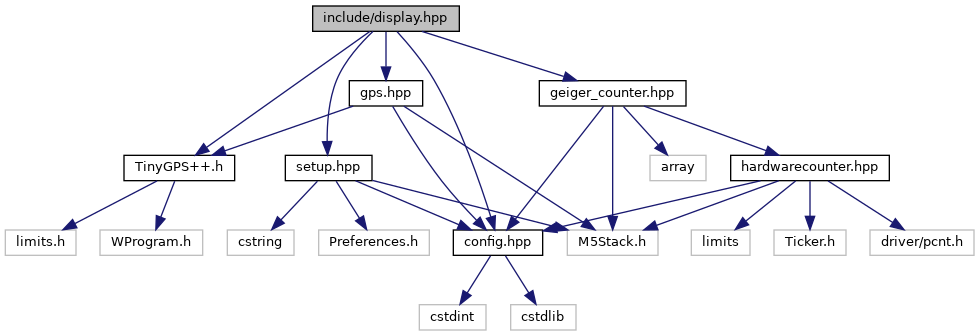 include/display.hpp
gps.hpp
geiger_counter.hpp
TinyGPS++.h
setup.hpp
array
hardwarecounter.hpp
limits.h
WProgram.h
cstring
Preferences.h
config.hpp
M5Stack.h
limits
Ticker.h
driver/pcnt.h
cstdint
cstdlib